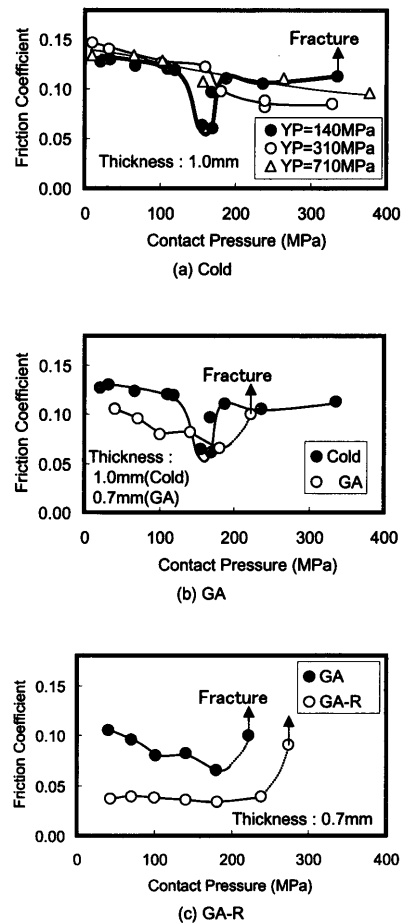 Fracture
0.15
0.10
0.05
0.00
Friction Coefficient
Thickness : 1.0mm
YP=140MPa
YP=310MPa
YP=710MPa
0 100 200 300 400
Contact Pressure (MPa)
(a) Cold
0.15
0.10
0.05
0.00
Friction Coefficient
Fracture
Thickness :
1.0mm(Cold)
0.7mm(GA)
Cold
GA
0 100 200 300 400
Contact Pressure (MPa)
(b) GA
0.15
0.10
0.05
0.00
Friction Coefficient
Fracture
GA
GA-R
Thickness : 0.7mm
0 100 200 300 400
Contact Pressure (MPa)
(c) GA-R